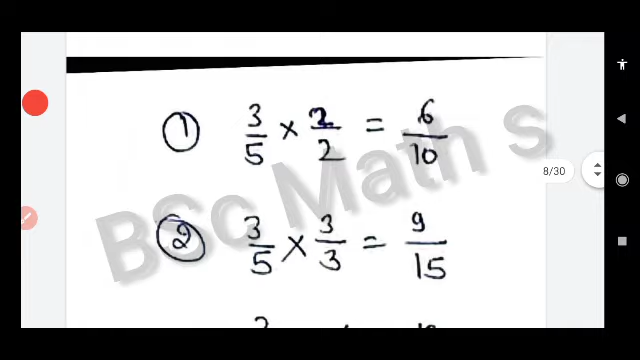 ① 3/5 × 2/2 = 6/10
8/30
② 3/5 × 3/3 = 9/15
BSc Math s